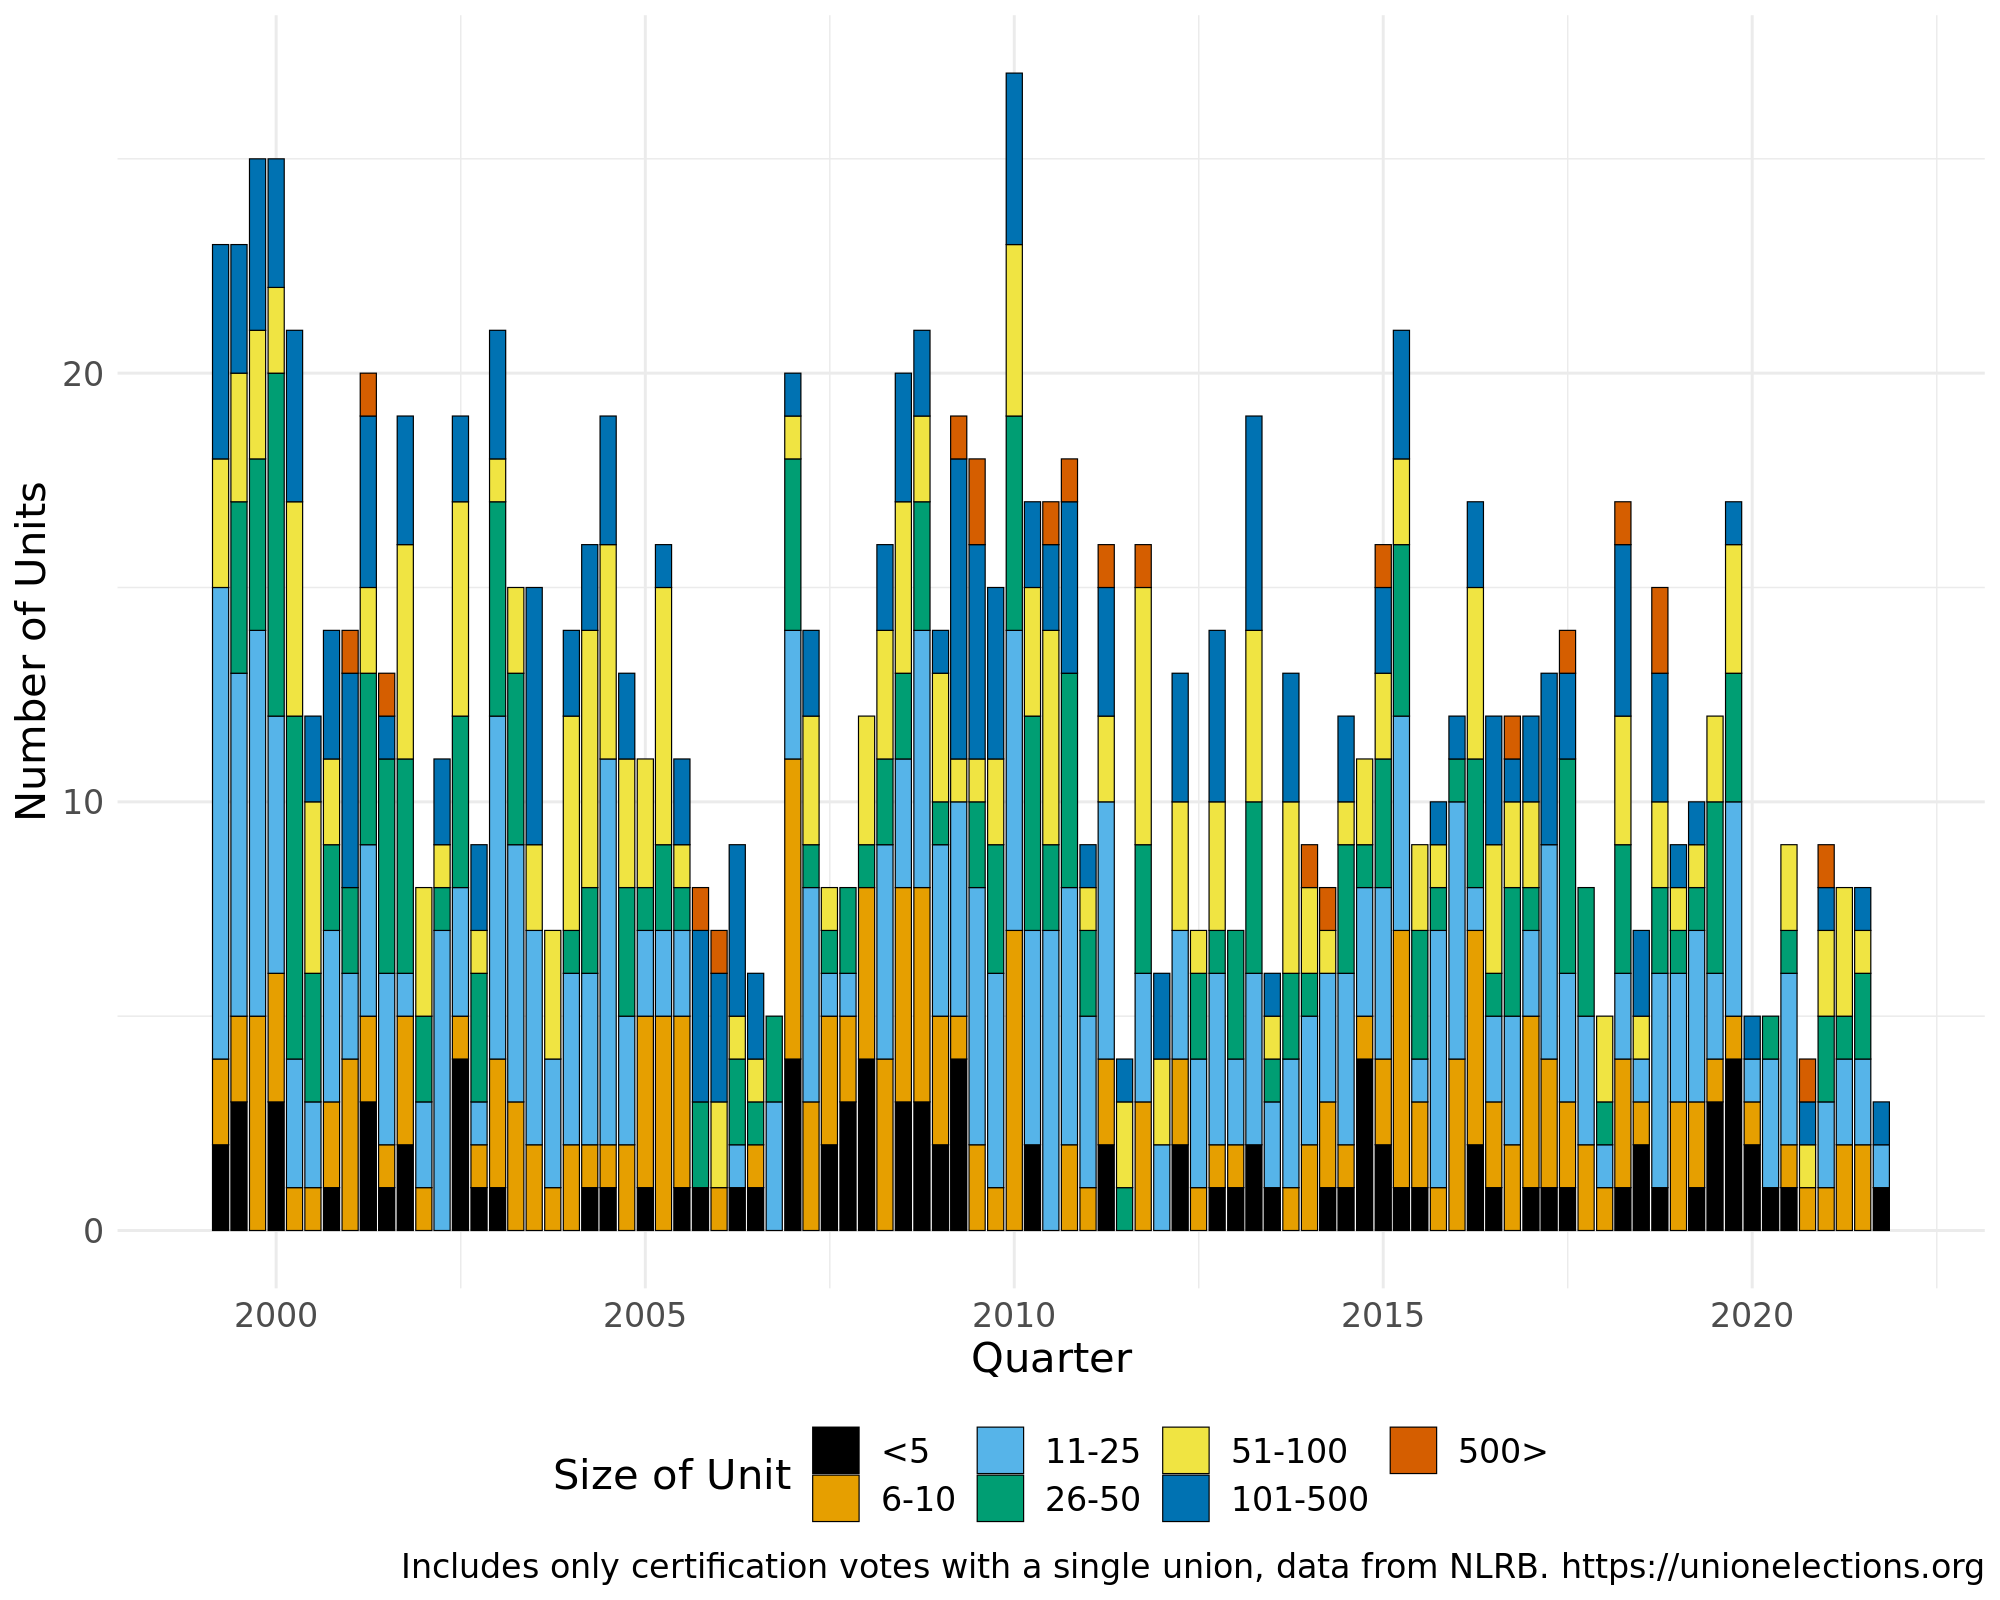 Number of Units
20
10
0
2000 2005 2010 2015 2020
Quarter
Size of Unit
<5 11-25 51-100 500>
6-10 26-50 101-500
Includes only certification votes with a single union, data from NLRB. https://unionelections.org